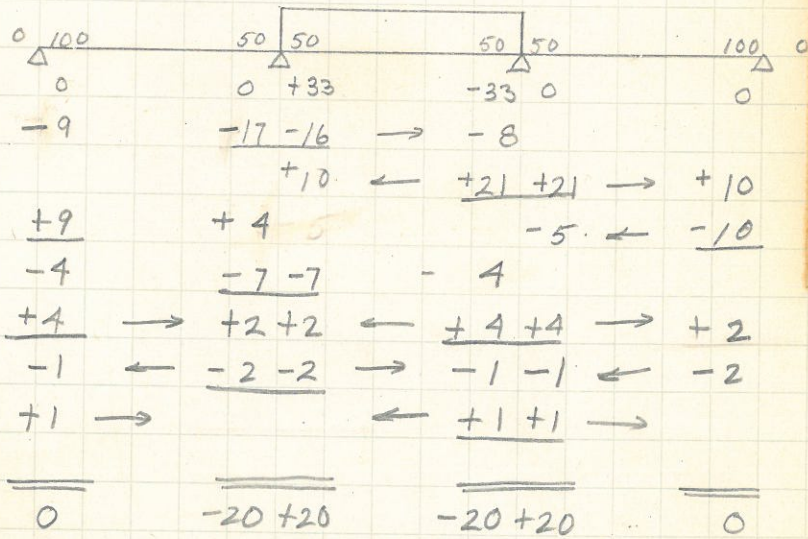 0 100 50 50 50 50 100 0
0 0 +33 -33 0 0
-9 -17 -16 → -8
+10 ← +21 +21 → +10
+9 +4 -5 ← -10
-4 -7 -7 - 4
+4 → +2 +2 ← +4 +4 → +2
-1 ← -2 -2 → -1 -1 ← -2
+1 → ← +1 +1 →
0 -20 +20 -20 +20 0